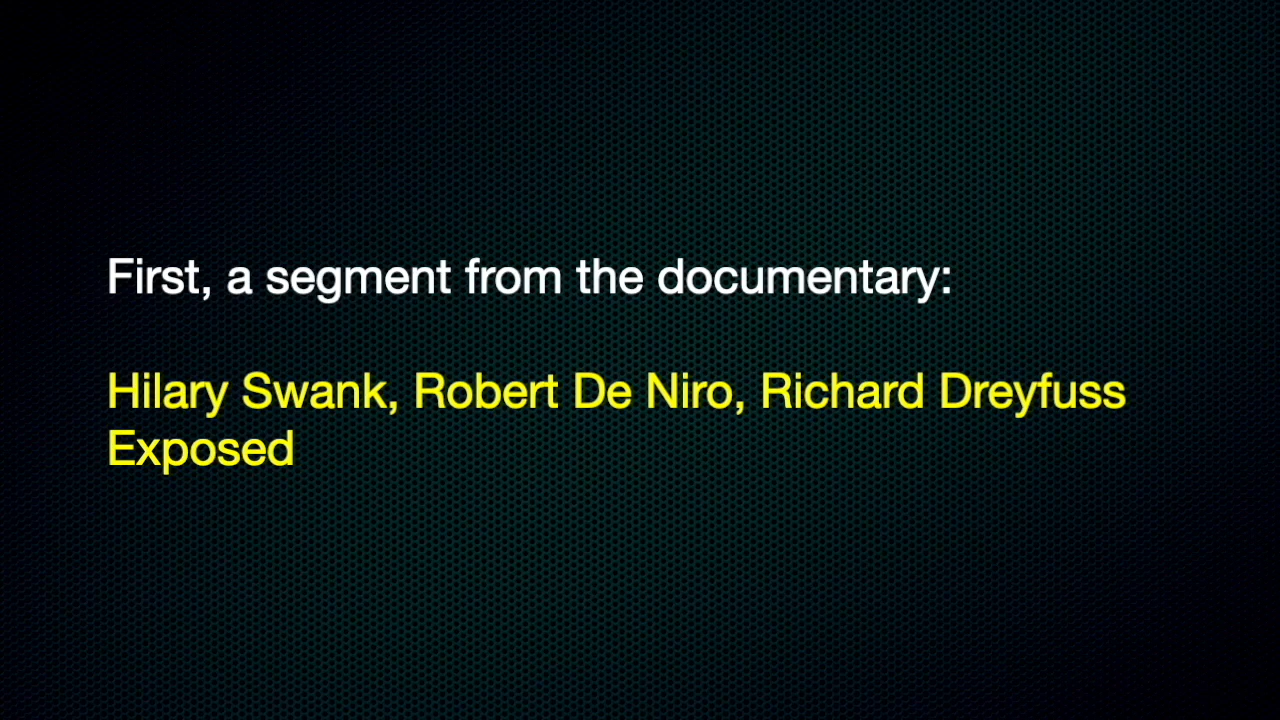 First, a segment from the documentary:
Hilary Swank, Robert De Niro, Richard Dreyfuss
Exposed